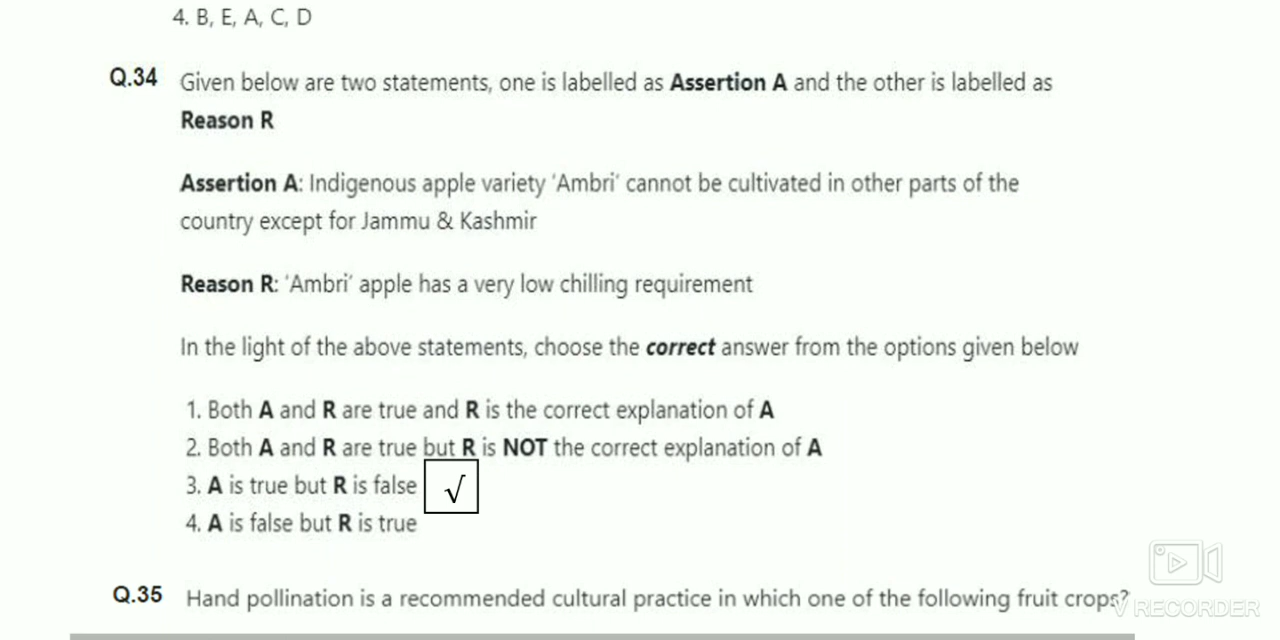 4. B, E, A, C, D
Q.34 Given below are two statements, one is labelled as Assertion A and the other is labelled as
Reason R
Assertion A: Indigenous apple variety 'Ambri' cannot be cultivated in other parts of the
country except for Jammu & Kashmir
Reason R: 'Ambri' apple has a very low chilling requirement
In the light of the above statements, choose the correct answer from the options given below
1. Both A and R are true and R is the correct explanation of A
2. Both A and R are true but R is NOT the correct explanation of A
3. A is true but R is false √
4. A is false but R is true
Q.35 Hand pollination is a recommended cultural practice in which one of the following fruit crops?
V RECORDER